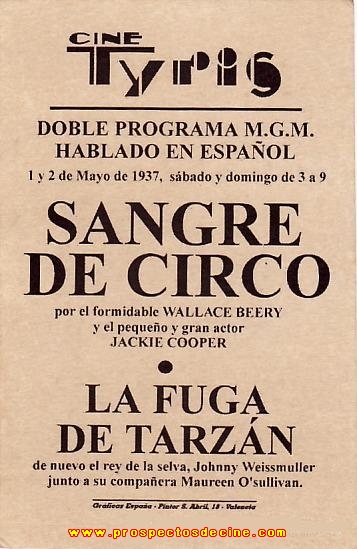 CINE
Tyris
DOBLE PROGRAMA M.G.M.
HABLADO EN ESPAÑOL
1 y 2 de Mayo de 1937, sábado y domingo de 3 a 9
SANGRE
DE CIRCO
por el formidable WALLACE BEERY
y el pequeño y gran actor
JACKIE COOPER
LA FUGA
DE TARZÁN
de nuevo el rey de la selva, Johnny Weissmuller
junto a su compañera Maureen O'sullivan.
Gráficas España - Pintor S. Abril, 18 - Valencia
www.prospectosdecine.com